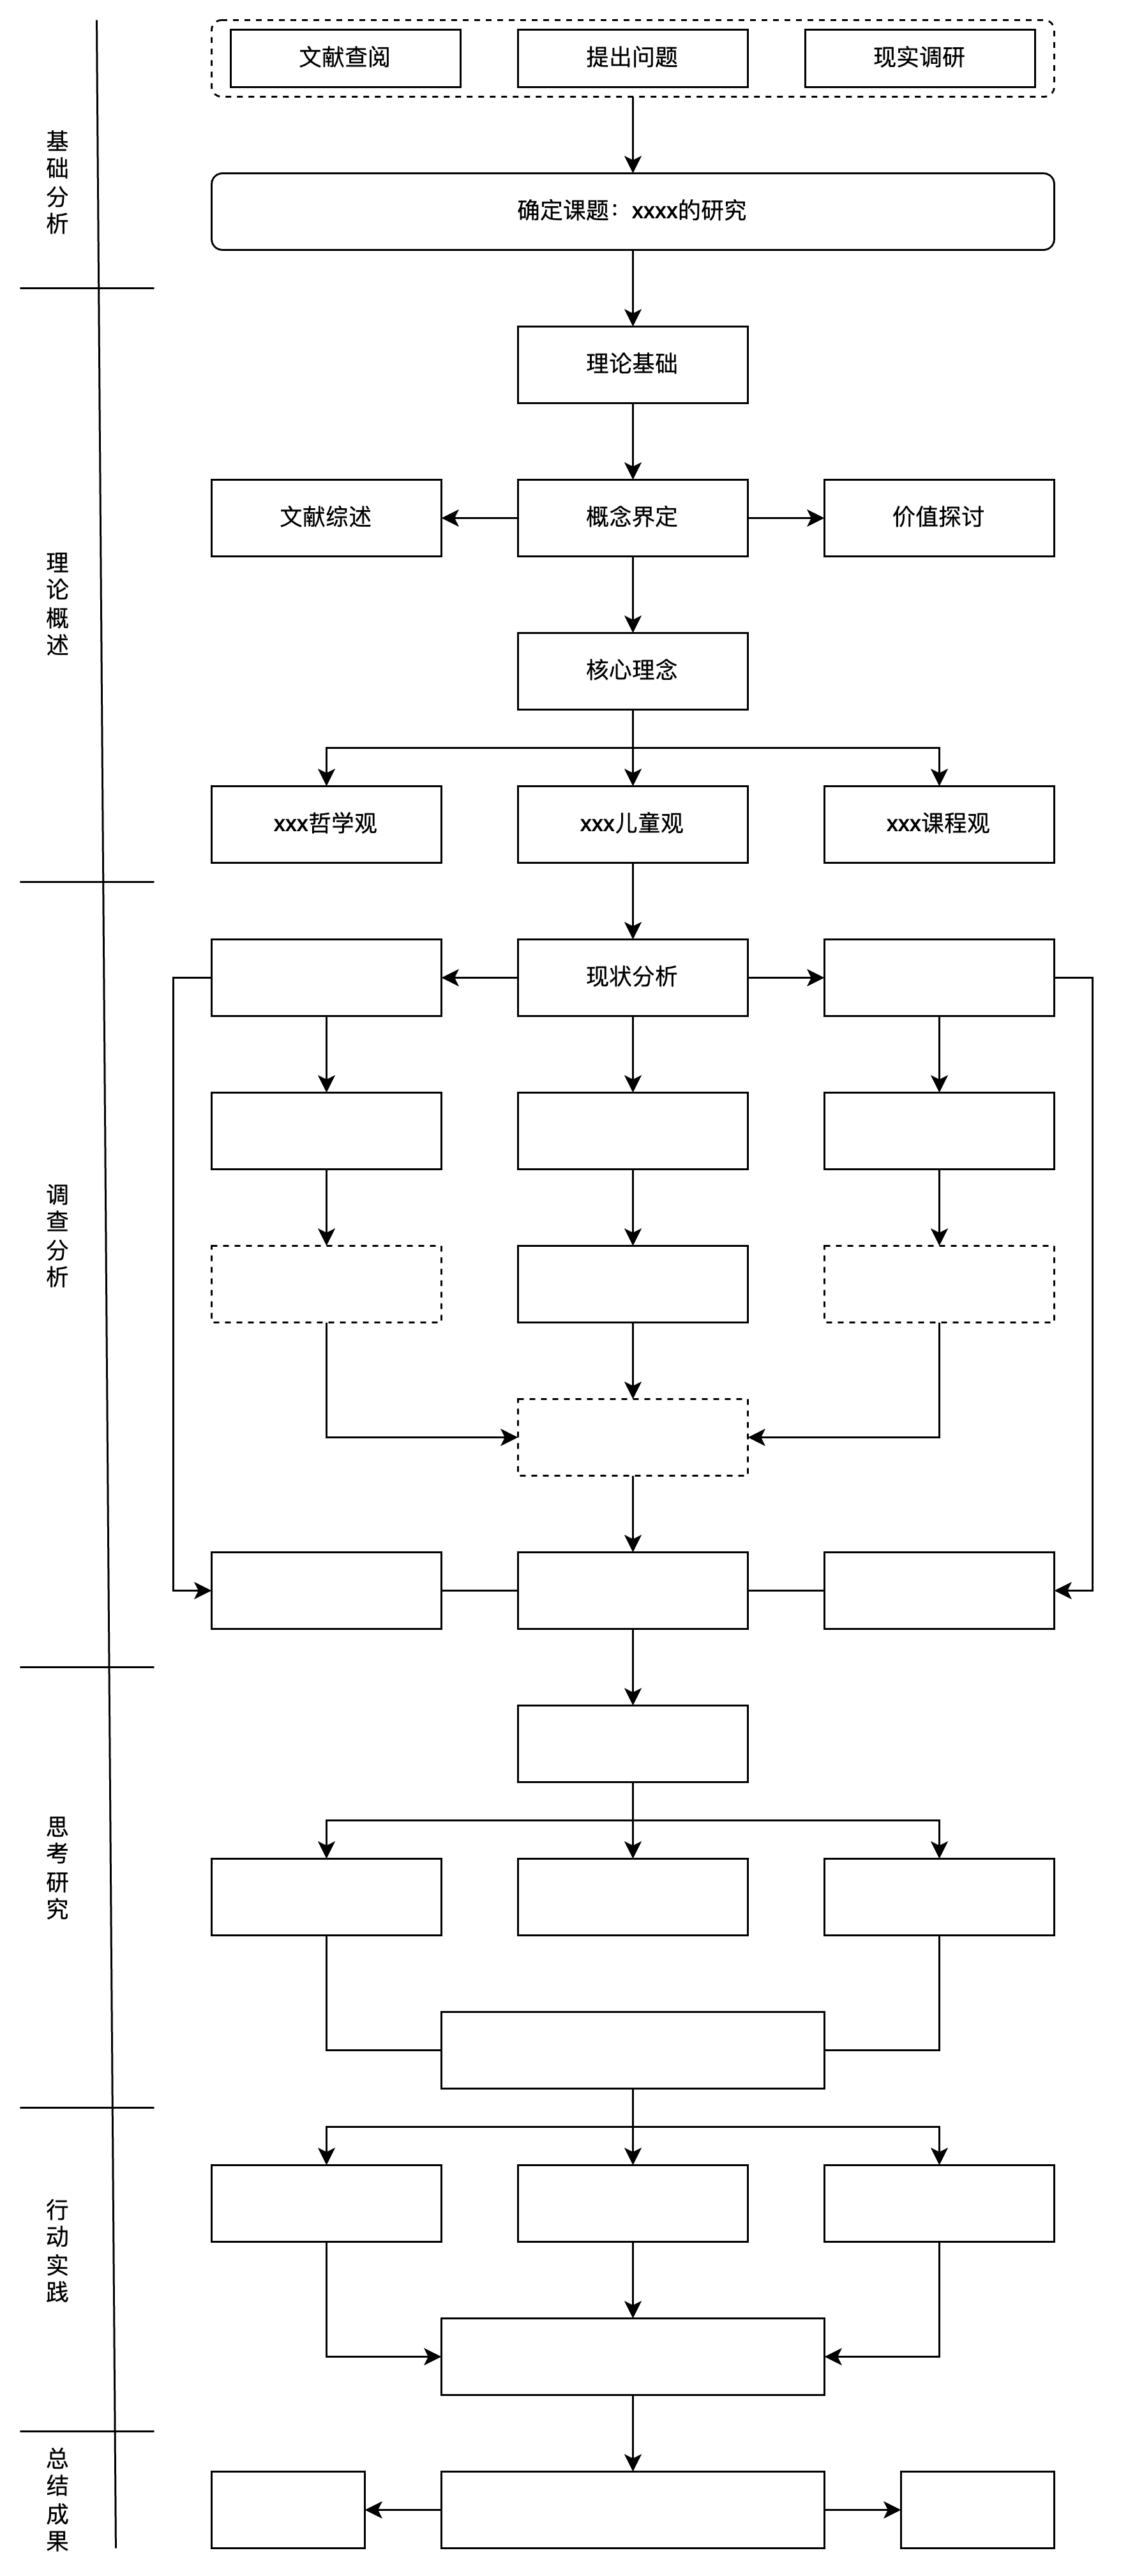 文献查阅
提出问题
现实调研
基础分析
确定课题：xxxx的研究
理论基础
文献综述
概念界定
价值探讨
理论概述
核心理念
xxx哲学观
xxx儿童观
xxx课程观
现状分析
调查分析
思考研究
行动实践
总结成果